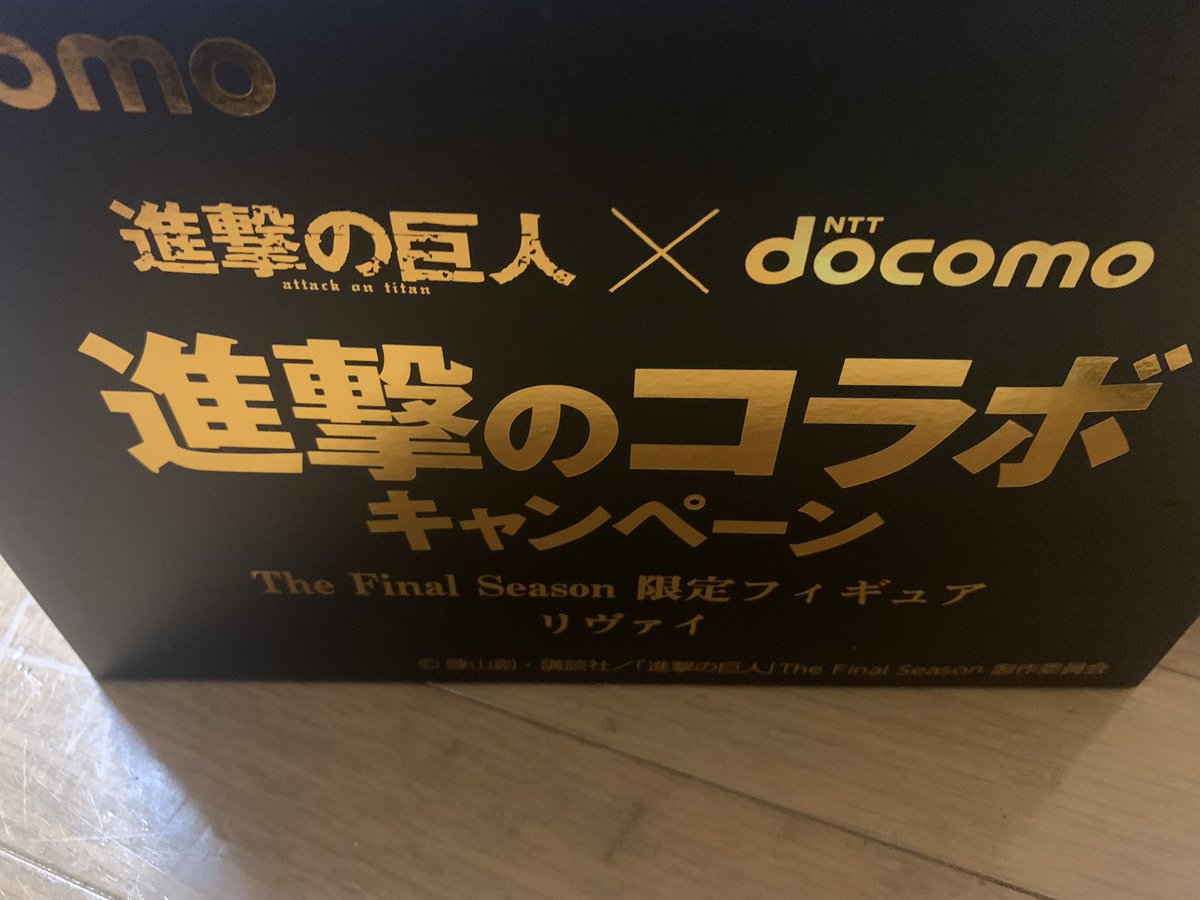 omo
進撃の巨人 × NTT docomo
attack on titan
進撃のコラボ
キャンペーン
The Final Season 限定フィギュア
リヴァイ
© 諫山創・講談社／「進撃の巨人」The Final Season 製作委員会